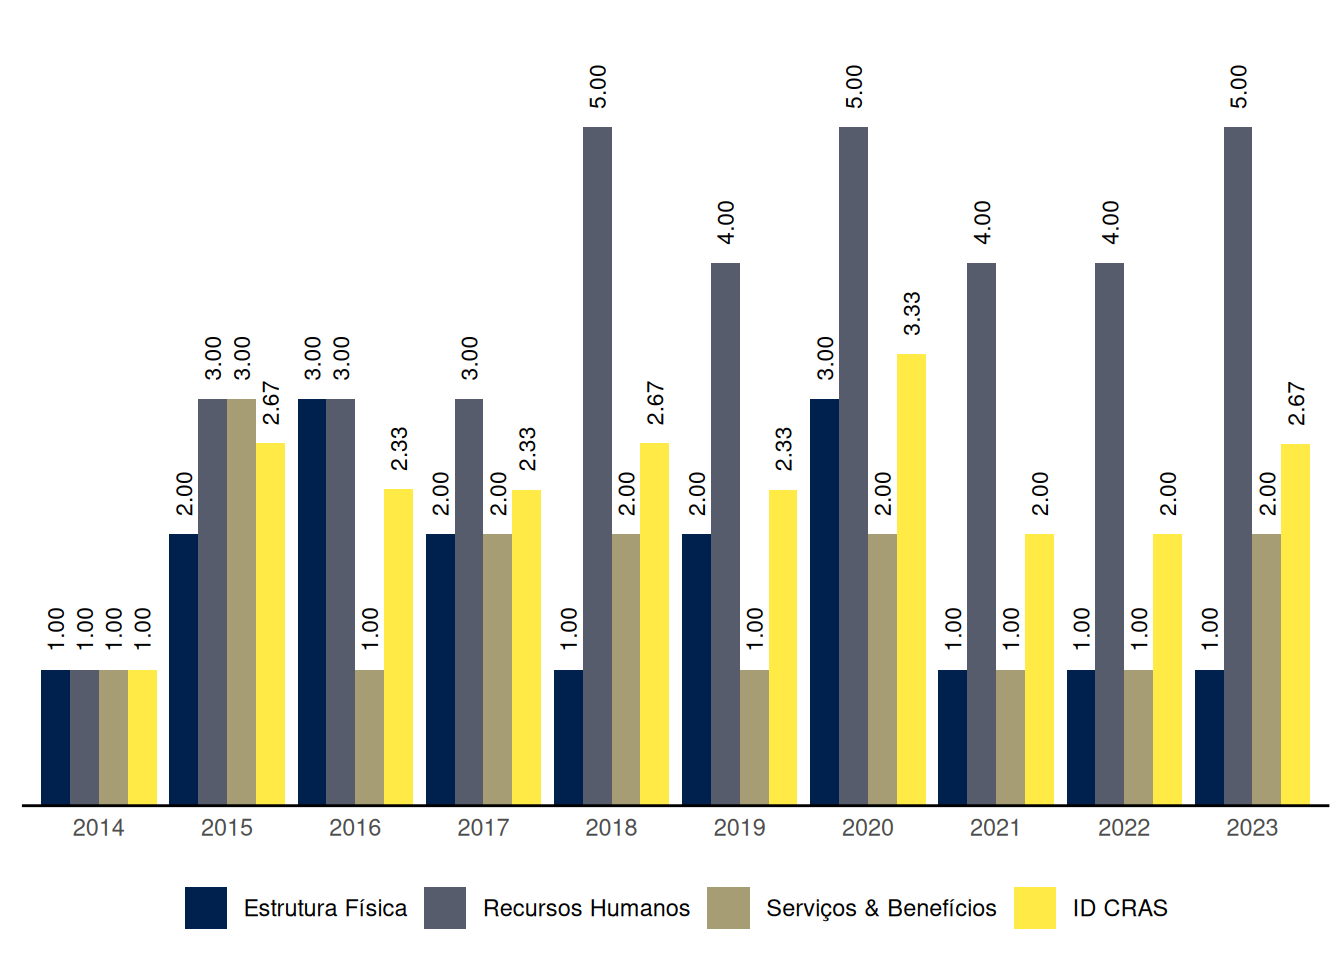 1.00 1.00 1.00 1.00
2.00 3.00 3.00 2.67
3.00 3.00 1.00 2.33
2.00 3.00 2.00 2.33
1.00 5.00 2.00 2.67
2.00 4.00 1.00 2.33
3.00 5.00 2.00 3.33
1.00 4.00 1.00 2.00
1.00 4.00 1.00 2.00
1.00 5.00 2.00 2.67
2014 2015 2016 2017 2018 2019 2020 2021 2022 2023
Estrutura Física Recursos Humanos Serviços & Benefícios ID CRAS